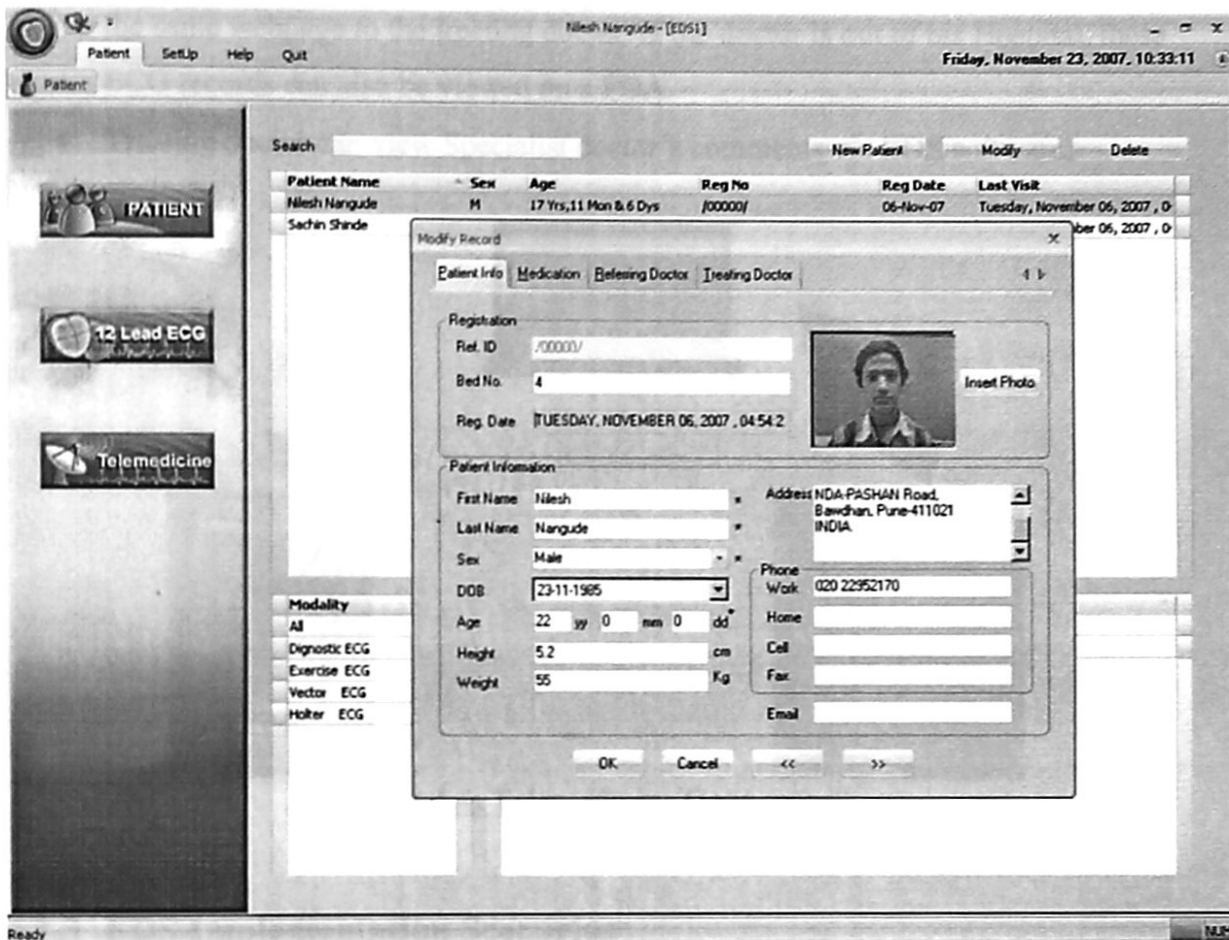 Nilesh Nangude - [EDS1]
Patient SetUp Help Quit
Friday, November 23, 2007, 10:33:11
Patient
PATIENT
12 Lead ECG
Telemedicine
Search
New Patient Modify Delete
Patient Name Sex Age Reg No Reg Date Last Visit
Nilesh Nangude M 17 Yrs,11 Mon & 6 Dys /00000/ 06-Nov-07 Tuesday, November 06, 2007 , 0
Sachin Shinde mber 06, 2007 , 0
Modify Record
Patient Info Medication Referring Doctor Treating Doctor
Registration
Ref. ID /00000/
Bed No. 4
Reg. Date TUESDAY, NOVEMBER 06, 2007 , 04:54:2
Insert Photo
Patient Information
First Name Nilesh *
Last Name Nangude *
Sex Male *
DOB 23-11-1985
Age 22 yy 0 mm 0 dd *
Height 5.2 cm
Weight 55 Kg
Address NDA-PASHAN Road,
Bawdhan, Pune-411021
INDIA.
Phone
Work 020 22952170
Home
Cell
Fax
Email
OK Cancel << >>
Modality
All
Dignostic ECG
Exercise ECG
Vector ECG
Holter ECG
Ready
NUM